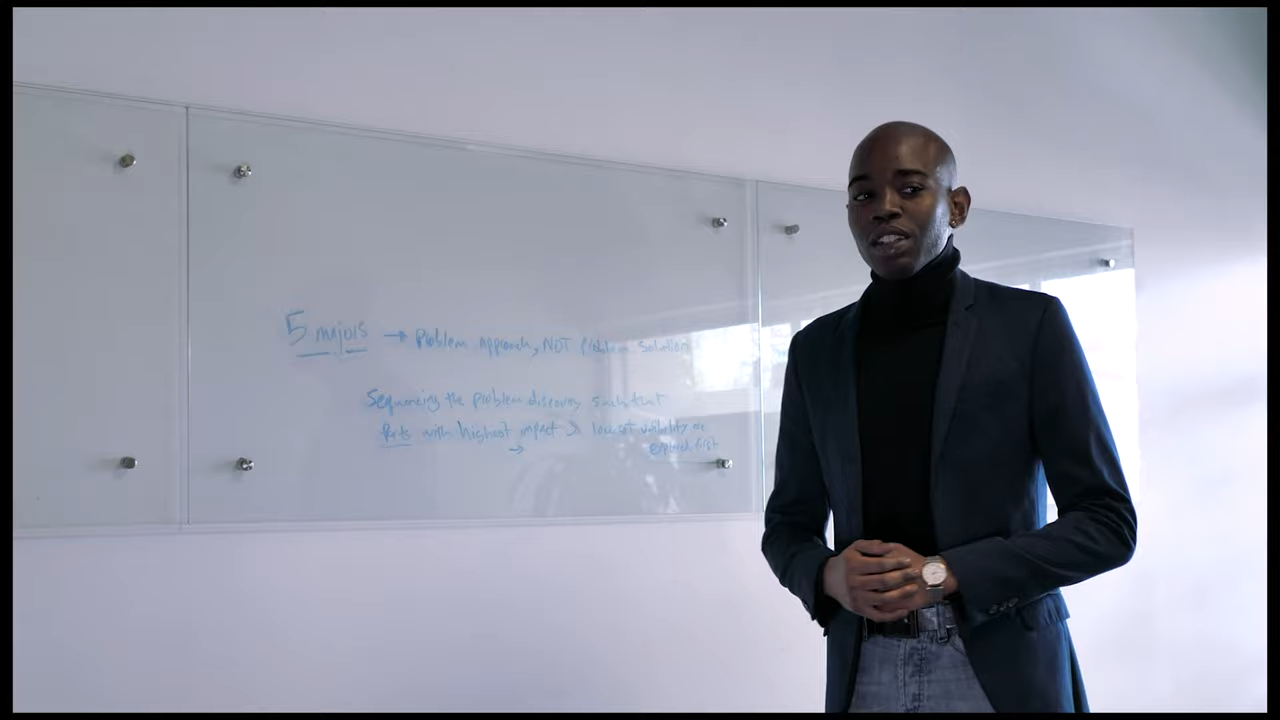 5 majors → Problem Approach, NOT Problem Solution
Sequencing the problem discovery such that
Parts with highest impact > lowest visibility are
→ explored first